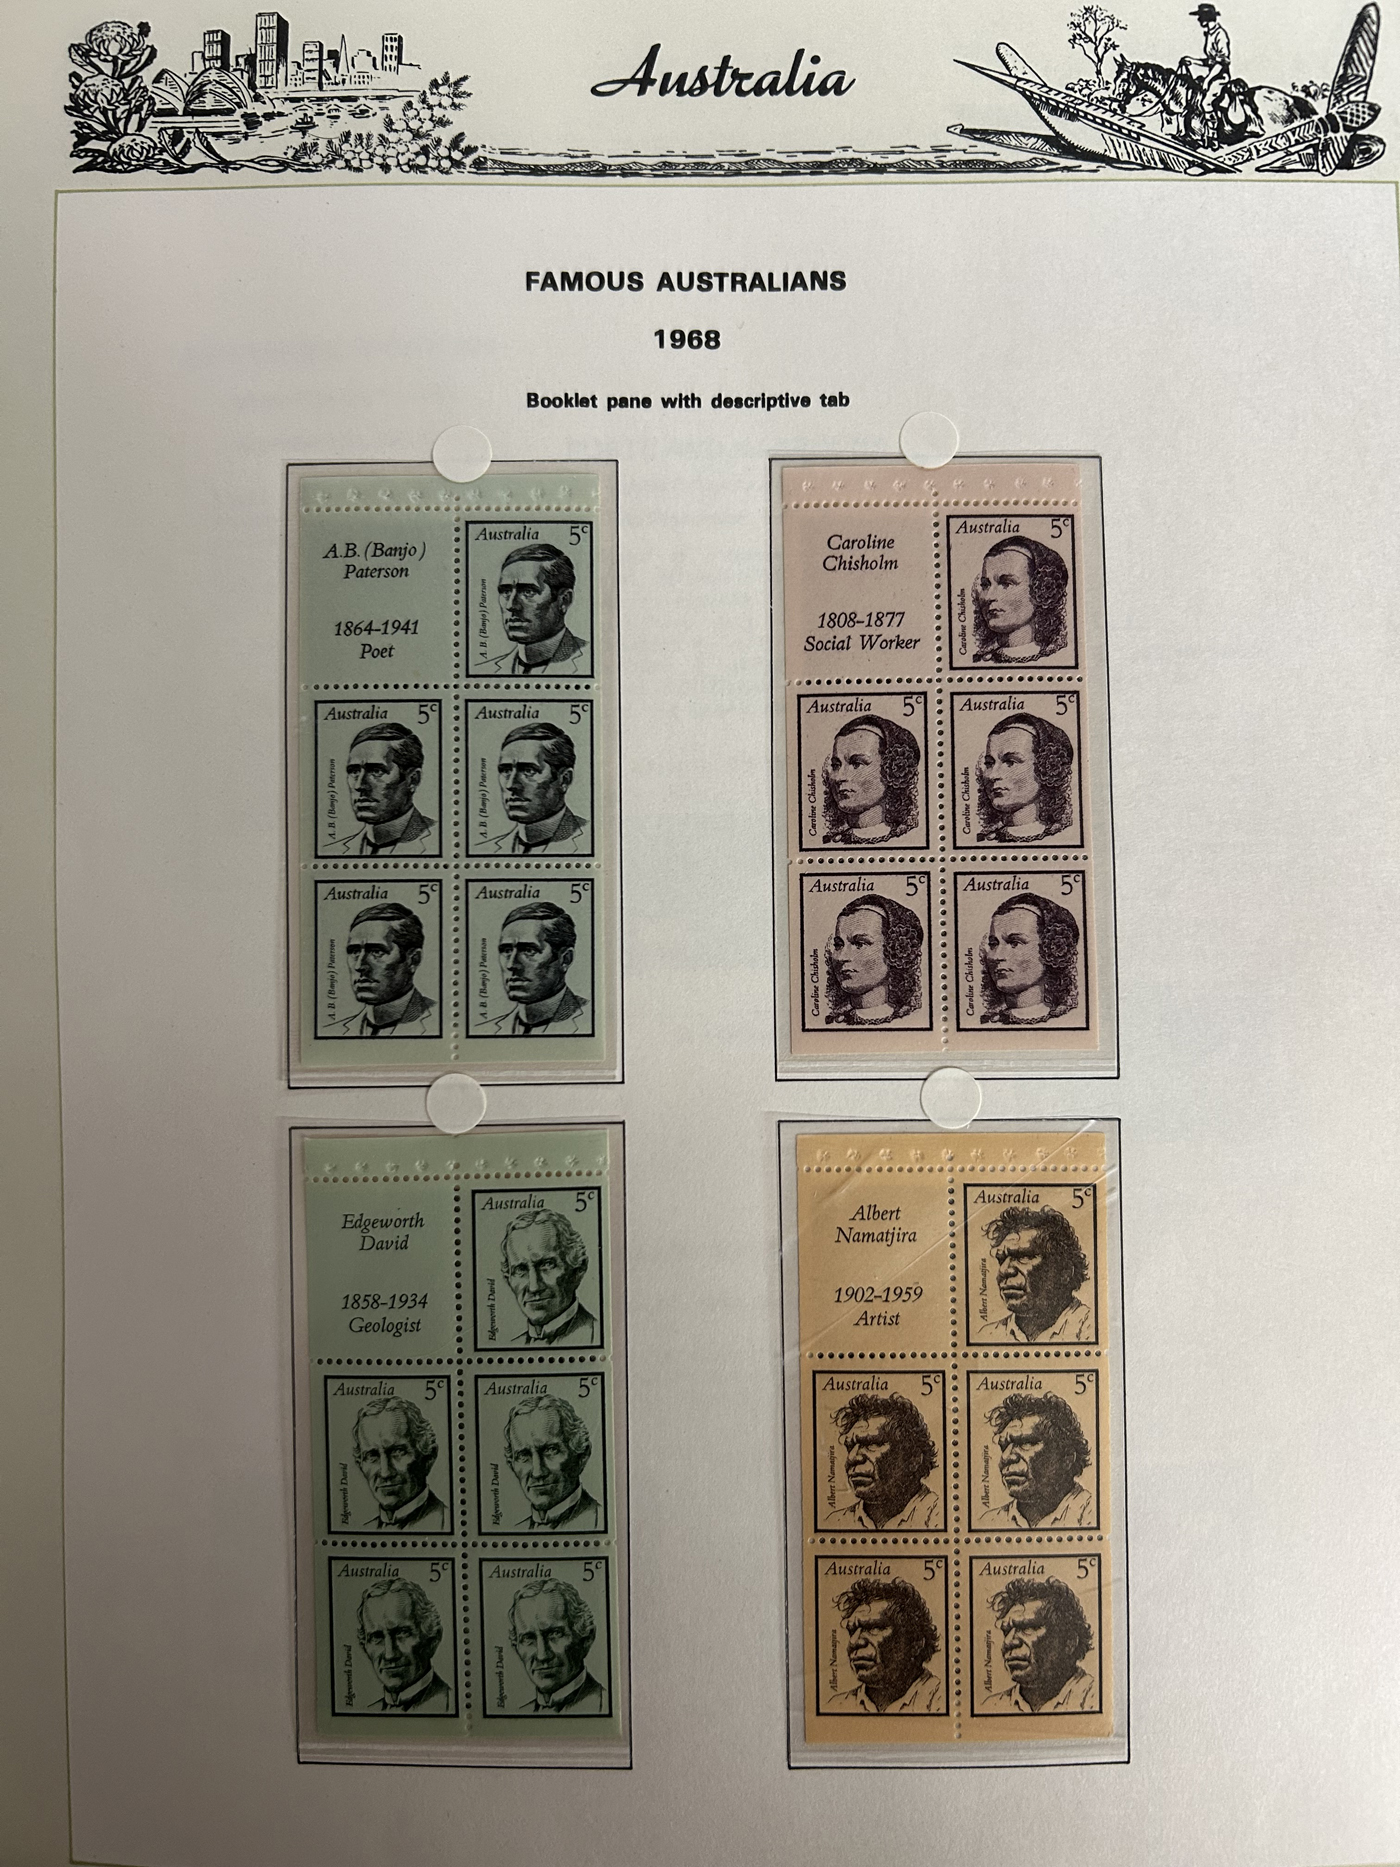 Australia
FAMOUS AUSTRALIANS
1968
Booklet pane with descriptive tab
A.B. (Banjo)
Paterson
1864-1941
Poet
Australia 5c
A. B. (Banjo) Paterson
Australia 5c
A. B. (Banjo) Paterson
Australia 5c
A. B. (Banjo) Paterson
Australia 5c
A. B. (Banjo) Paterson
Australia 5c
A. B. (Banjo) Paterson
Caroline
Chisholm
1808-1877
Social Worker
Australia 5c
Caroline Chisholm
Australia 5c
Caroline Chisholm
Australia 5c
Caroline Chisholm
Australia 5c
Caroline Chisholm
Australia 5c
Caroline Chisholm
Edgeworth
David
1858-1934
Geologist
Australia 5c
Edgeworth David
Australia 5c
Edgeworth David
Australia 5c
Edgeworth David
Australia 5c
Edgeworth David
Australia 5c
Edgeworth David
Albert
Namatjira
1902-1959
Artist
Australia 5c
Albert Namatjira
Australia 5c
Albert Namatjira
Australia 5c
Albert Namatjira
Australia 5c
Albert Namatjira
Australia 5c
Albert Namatjira